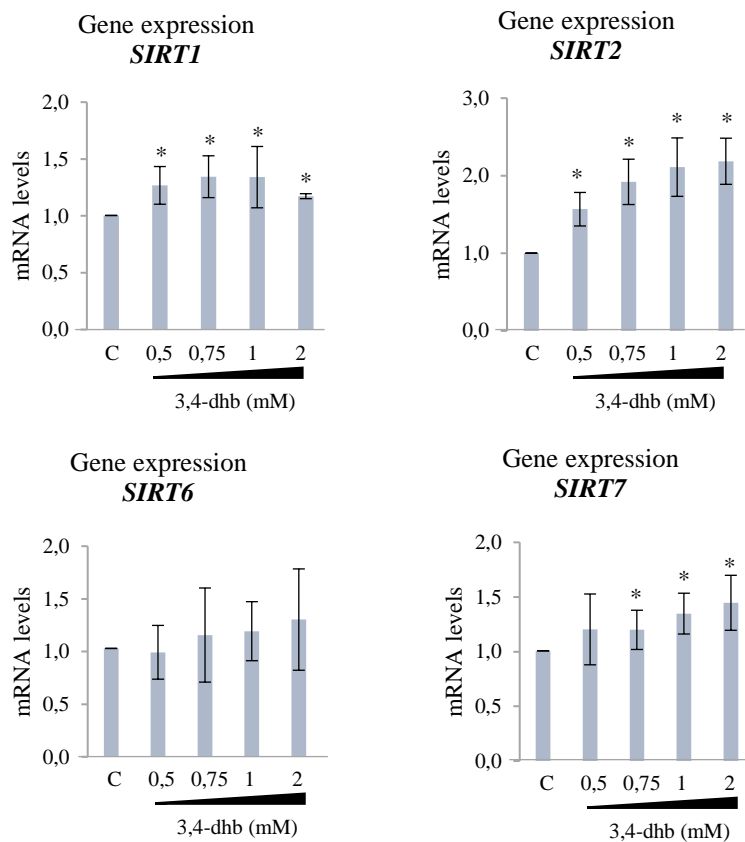 Gene expression
SIRT1
mRNA levels
2,0
1,5
1,0
0,5
0,0
* * * *
C 0,5 0,75 1 2
3,4-dhb (mM)
Gene expression
SIRT2
mRNA levels
3,0
2,0
1,0
0,0
* * * *
C 0,5 0,75 1 2
3,4-dhb (mM)
Gene expression
SIRT6
mRNA levels
2,0
1,5
1,0
0,5
0,0
C 0,5 0,75 1 2
3,4-dhb (mM)
Gene expression
SIRT7
mRNA levels
2,0
1,5
1,0
0,5
0,0
* * *
C 0,5 0,75 1 2
3,4-dhb (mM)